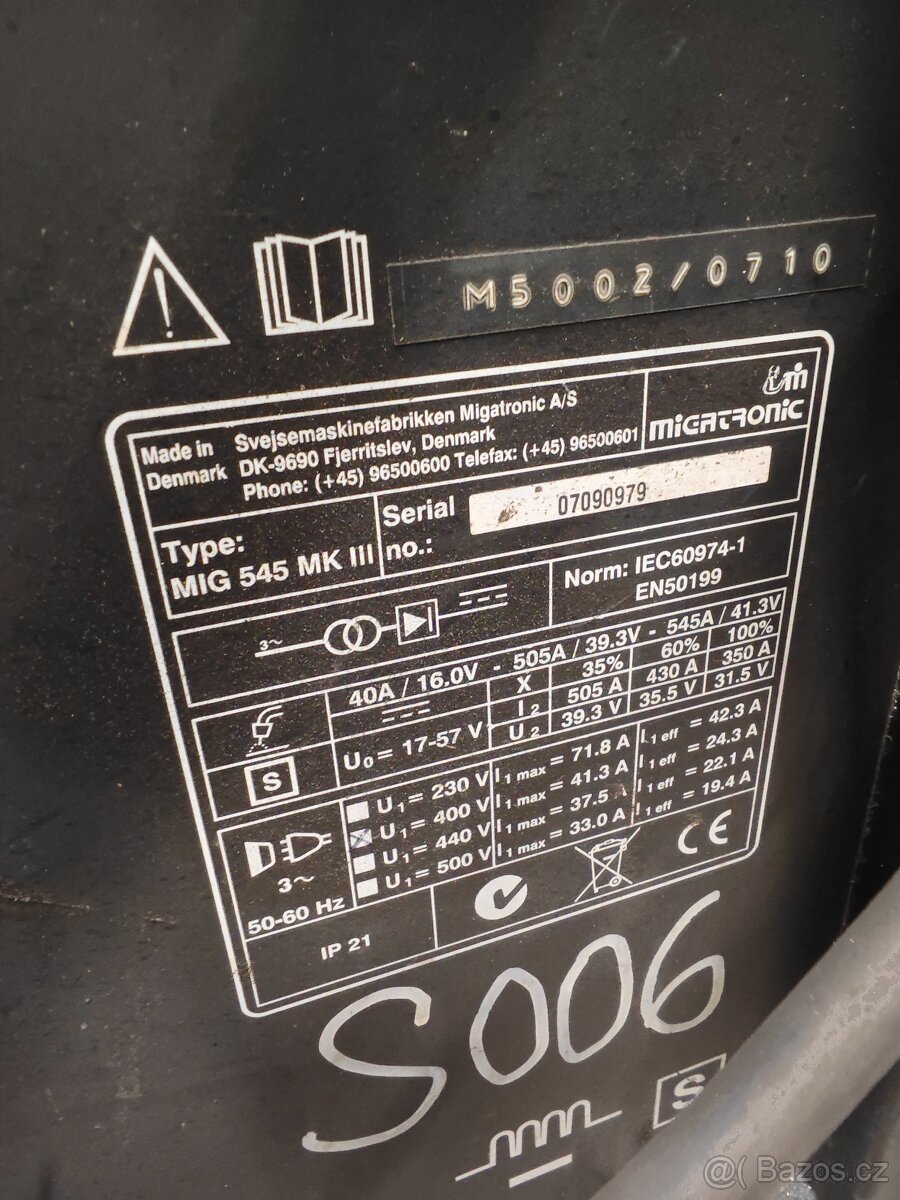 M5002/0710
Made in Denmark
Svejsemaskinefabrikken Migatronic A/S
DK-9690 Fjerritslev, Denmark
Phone: (+45) 96500600 Telefax: (+45) 96500601
MIGATRONIC
Type:
MIG 545 MK III
Serial no.:
07090979
3~
Norm: IEC60974-1
EN50199
40A / 16.0V - 505A / 39.3V - 545A / 41.3V
X 35% 60% 100%
I2 505 A 430 A 350 A
U2 39.3 V 35.5 V 31.5 V
S
U0 = 17-57 V
U1 = 230 V I1 max = 71.8 A I1 eff = 42.3 A
U1 = 400 V I1 max = 41.3 A I1 eff = 24.3 A
U1 = 440 V I1 max = 37.5 A I1 eff = 22.1 A
U1 = 500 V I1 max = 33.0 A I1 eff = 19.4 A
3~
50-60 Hz
IP 21
CE
S006
S
@( Bazos.cz